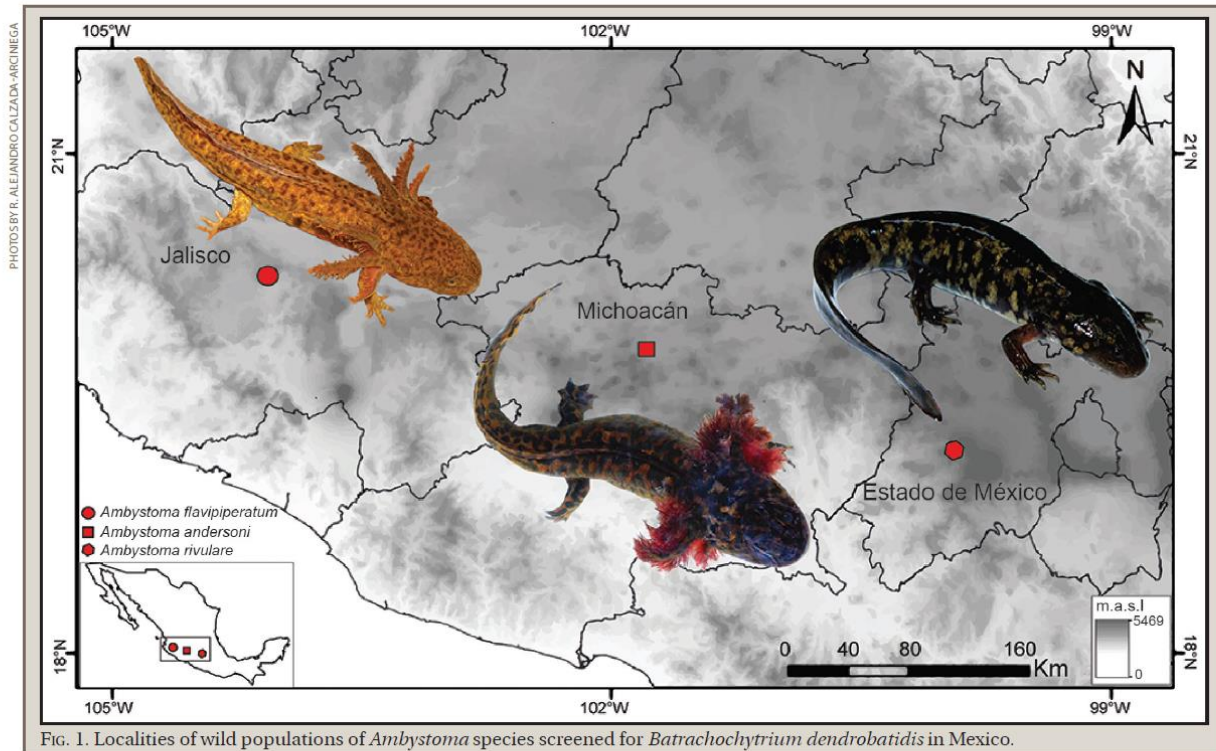 PHOTOS BY R. ALEJANDRO CALZADA-ARCINIEGA
105°W 102°W 99°W
N
21°N 21°N
Jalisco
Michoacán
Estado de México
Ambystoma flavipiperatum
Ambystoma andersoni
Ambystoma rivulare
m.a.s.l
5469
0
0 40 80 160
Km
18°N 18°N
105°W 102°W 99°W
FIG. 1. Localities of wild populations of Ambystoma species screened for Batrachochytrium dendrobatidis in Mexico.